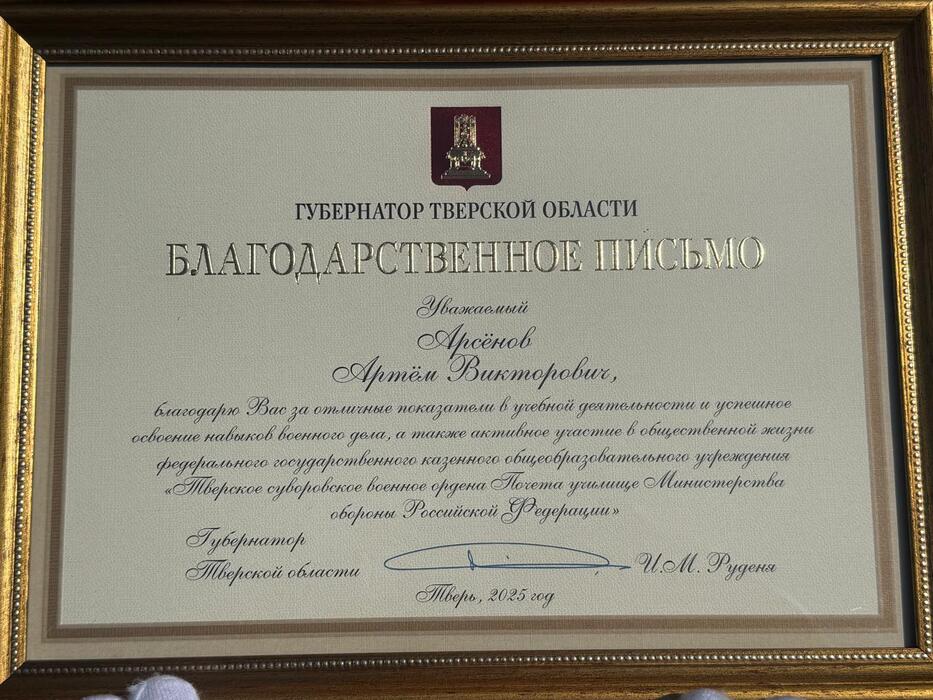 ГУБЕРНАТОР ТВЕРСКОЙ ОБЛАСТИ
БЛАГОДАРСТВЕННОЕ ПИСЬМО
Уважаемый
Арсёнов
Артём Викторович,
благодарю Вас за отличные показатели в учебной деятельности и успешное
освоение навыков военного дела, а также активное участие в общественной жизни
федерального государственного казенного общеобразовательного учреждения
«Тверское суворовское военное ордена Почета училище Министерства
обороны Российской Федерации»
Губернатор
Тверской области И.М. Руденя
Тверь, 2025 год